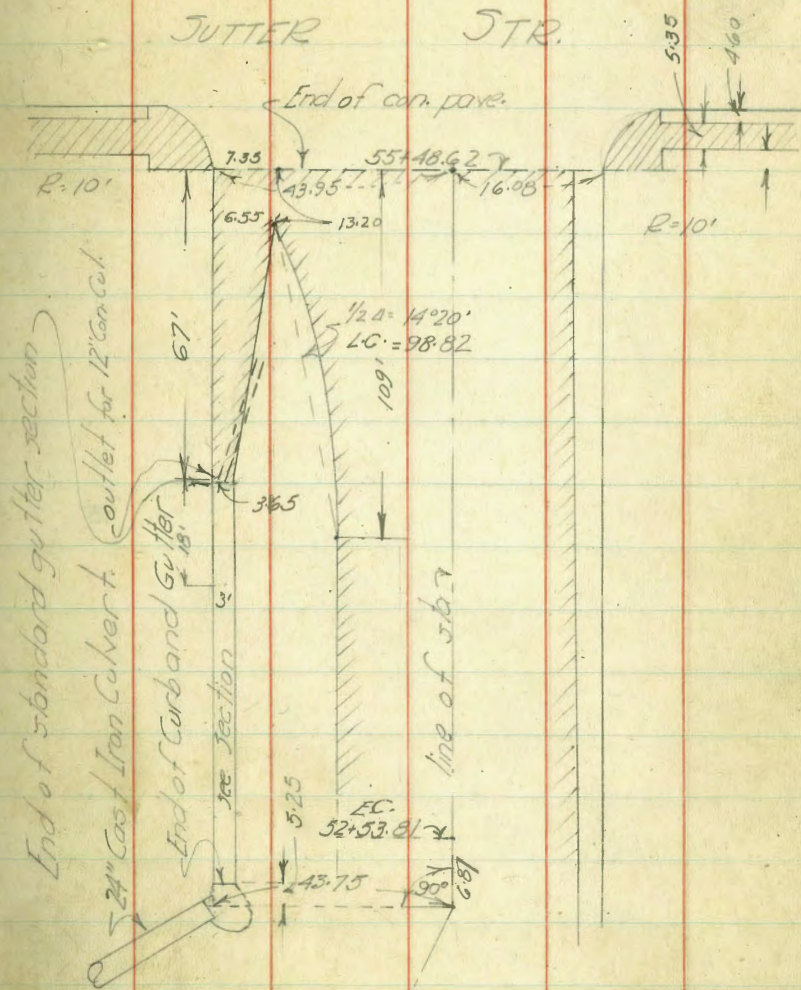 SUTTER STR.
5.35
4.60
End of con. pave.
7.35
55+48.62
R=10'
43.95
16.08
R=10'
6.55
13.20
1/2 Δ = 14°20'
L.C. = 98.82
67'
109'
End of standard gutter section
outlet for 12" Con. Cul.
3.65
18'
24" Cast Iron Culvert.
End of Curb and Gutter
3
See Section
line of sta
5.25
E.C.
52+53.81
43.75
90°
6.87